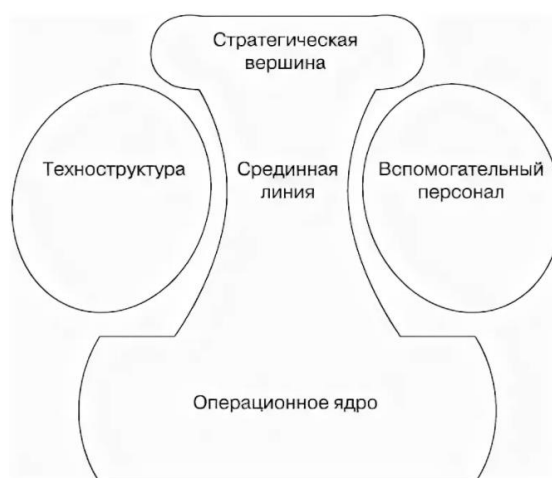 Стратегическая
вершина
Техноструктура
Срединная
линия
Вспомогательный
персонал
Операционное ядро